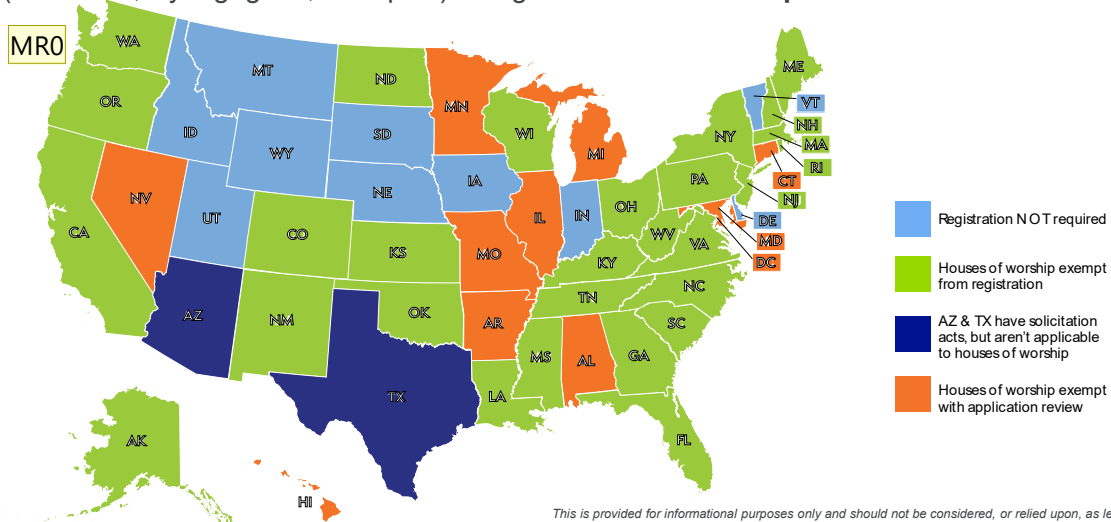 MR0
WA
MT
ND
MN
ME
VT
NH
MA
RI
CT
NJ
DE
MD
DC
OR
ID
WY
SD
WI
MI
NY
NV
UT
NE
IA
IL
IN
OH
PA
CA
CO
KS
MO
KY
WV
VA
AZ
NM
OK
AR
TN
NC
SC
TX
LA
MS
AL
GA
FL
AK
HI
Registration NOT required
Houses of worship exempt
from registration
AZ & TX have solicitation
acts, but aren't applicable
to houses of worship
Houses of worship exempt
with application review
This is provided for informational purposes only and should not be considered, or relied upon, as le